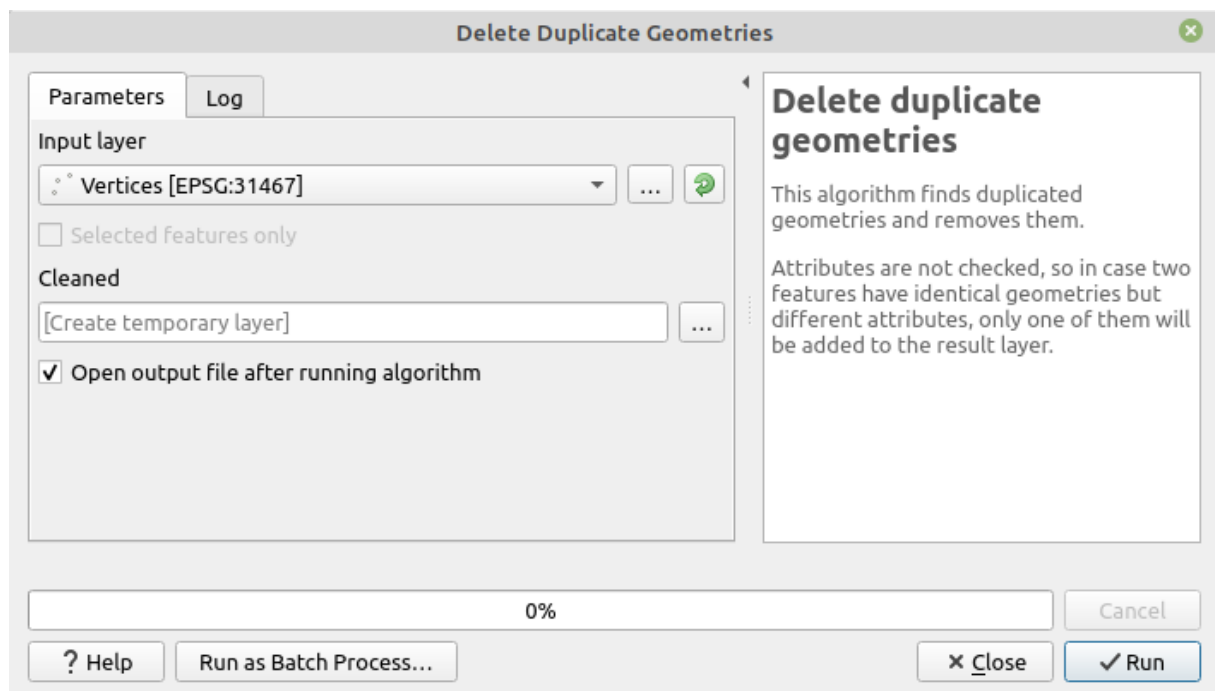 Delete Duplicate Geometries
Parameters
Log
Input layer
Vertices [EPSG:31467]
...
Selected features only
Cleaned
[Create temporary layer]
...
Open output file after running algorithm
Delete duplicate
geometries
This algorithm finds duplicated
geometries and removes them.
Attributes are not checked, so in case two
features have identical geometries but
different attributes, only one of them will
be added to the result layer.
0%
Cancel
? Help
Run as Batch Process...
Close
Run